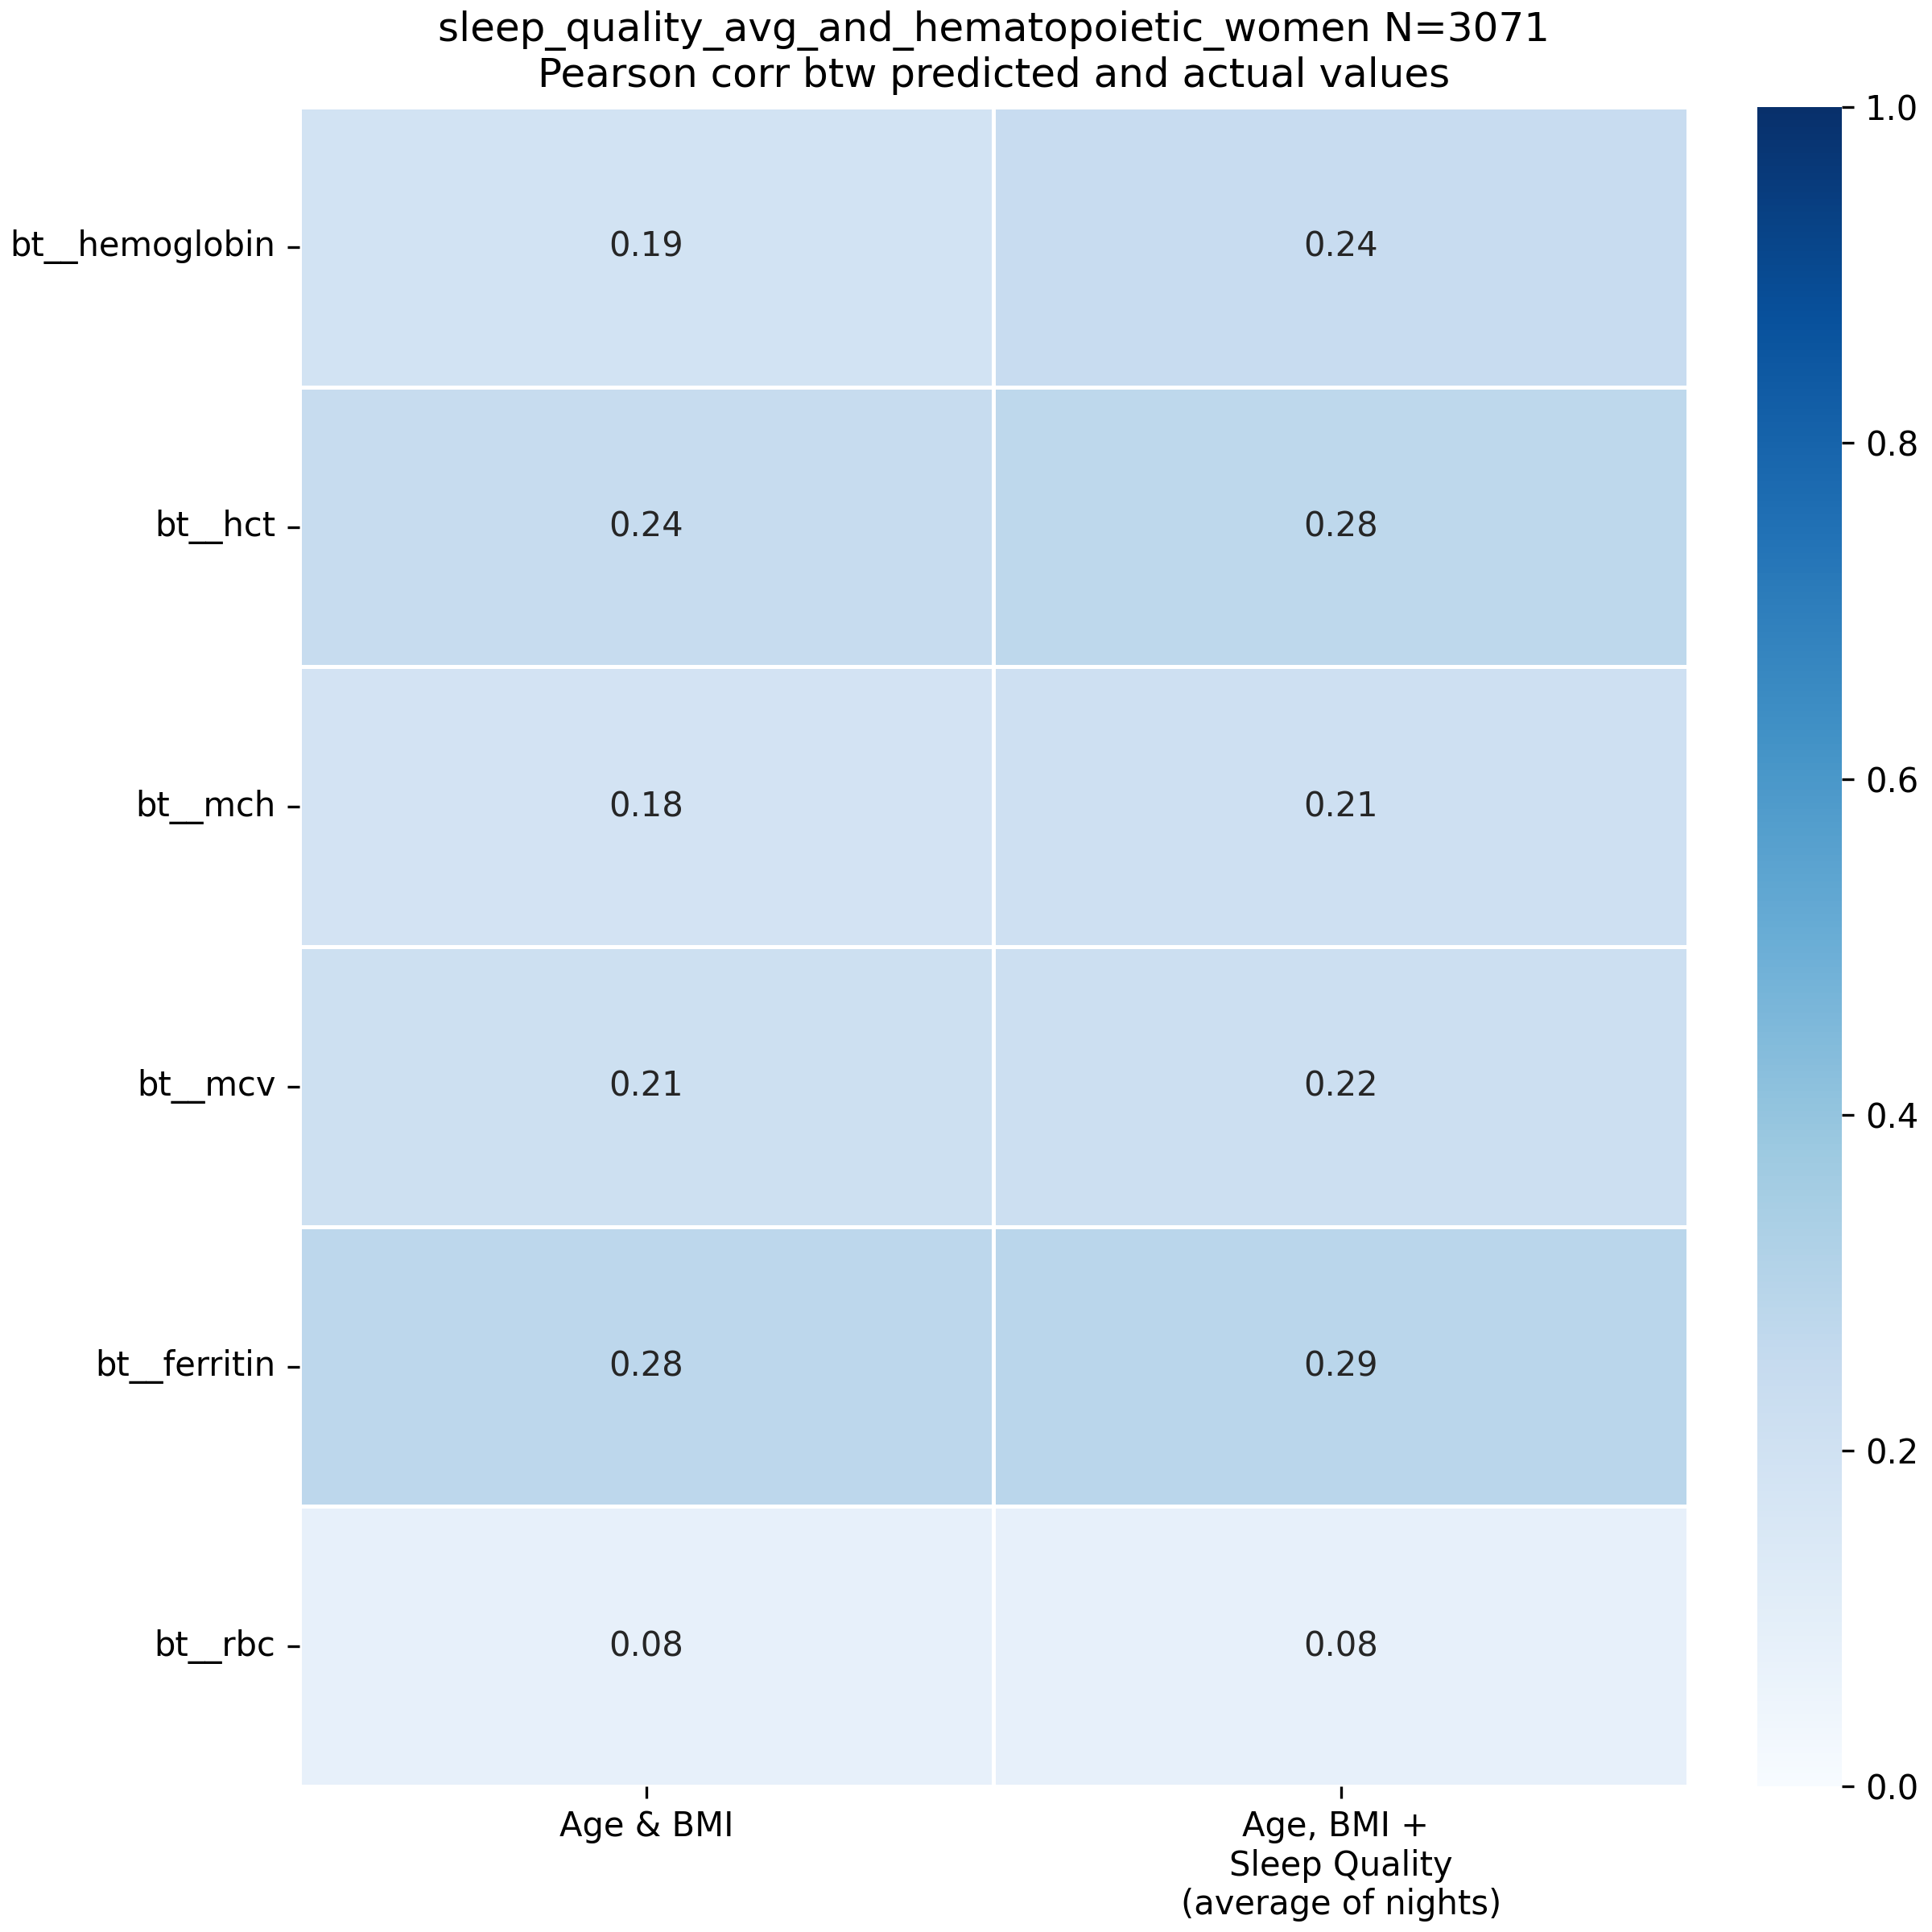 sleep_quality_avg_and_hematopoietic_women N=3071
Pearson corr btw predicted and actual values
bt__hemoglobin 0.19 0.24
bt__hct 0.24 0.28
bt__mch 0.18 0.21
bt__mcv 0.21 0.22
bt__ferritin 0.28 0.29
bt__rbc 0.08 0.08
Age & BMI
Age, BMI +
Sleep Quality
(average of nights)
1.0
0.8
0.6
0.4
0.2
0.0